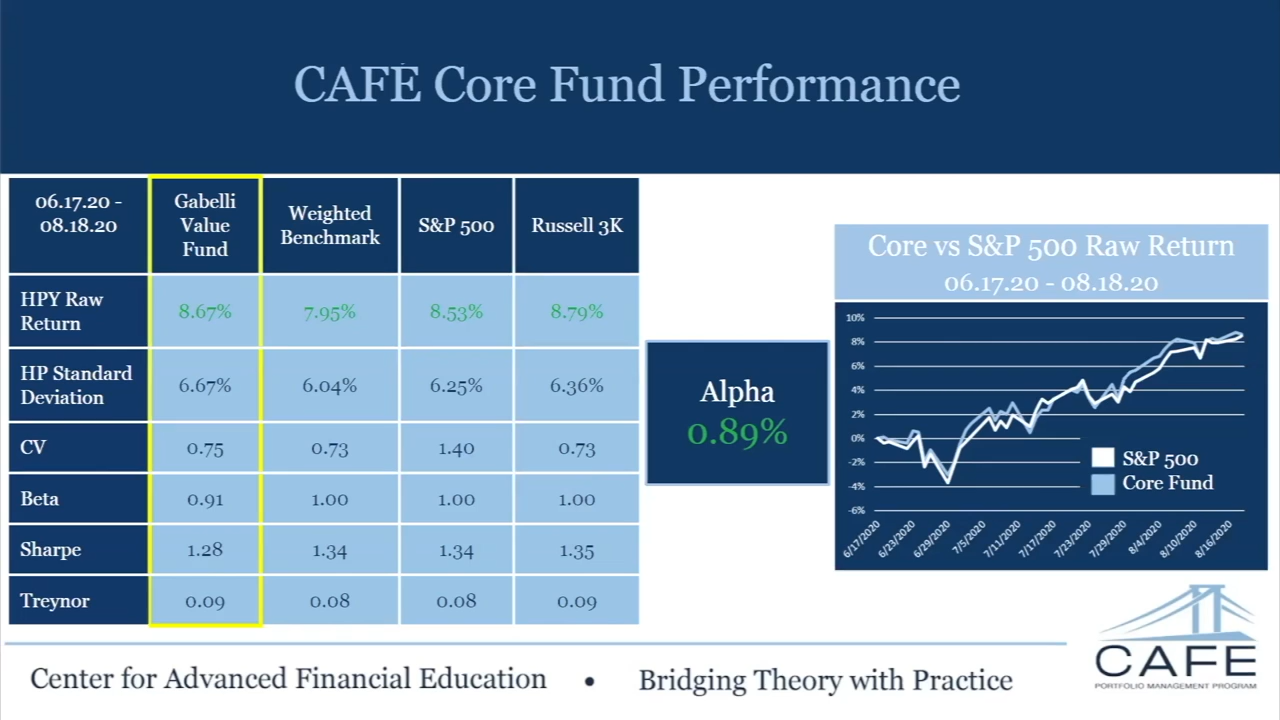 CAFÉ Core Fund Performance
06.17.20 -
08.18.20
Gabelli
Value
Fund
Weighted
Benchmark
S&P 500
Russell 3K
HPY Raw
Return
8.67%
7.95%
8.53%
8.79%
HP Standard
Deviation
6.67%
6.04%
6.25%
6.36%
CV
0.75
0.73
1.40
0.73
Beta
0.91
1.00
1.00
1.00
Sharpe
1.28
1.34
1.34
1.35
Treynor
0.09
0.08
0.08
0.09
Alpha
0.89%
Core vs S&P 500 Raw Return
06.17.20 - 08.18.20
10%
8%
6%
4%
2%
0%
-2%
-4%
-6%
S&P 500
Core Fund
6/17/2020
6/23/2020
6/29/2020
7/5/2020
7/11/2020
7/17/2020
7/23/2020
7/29/2020
8/4/2020
8/10/2020
8/16/2020
Center for Advanced Financial Education • Bridging Theory with Practice
CAFE
PORTFOLIO MANAGEMENT PROGRAM